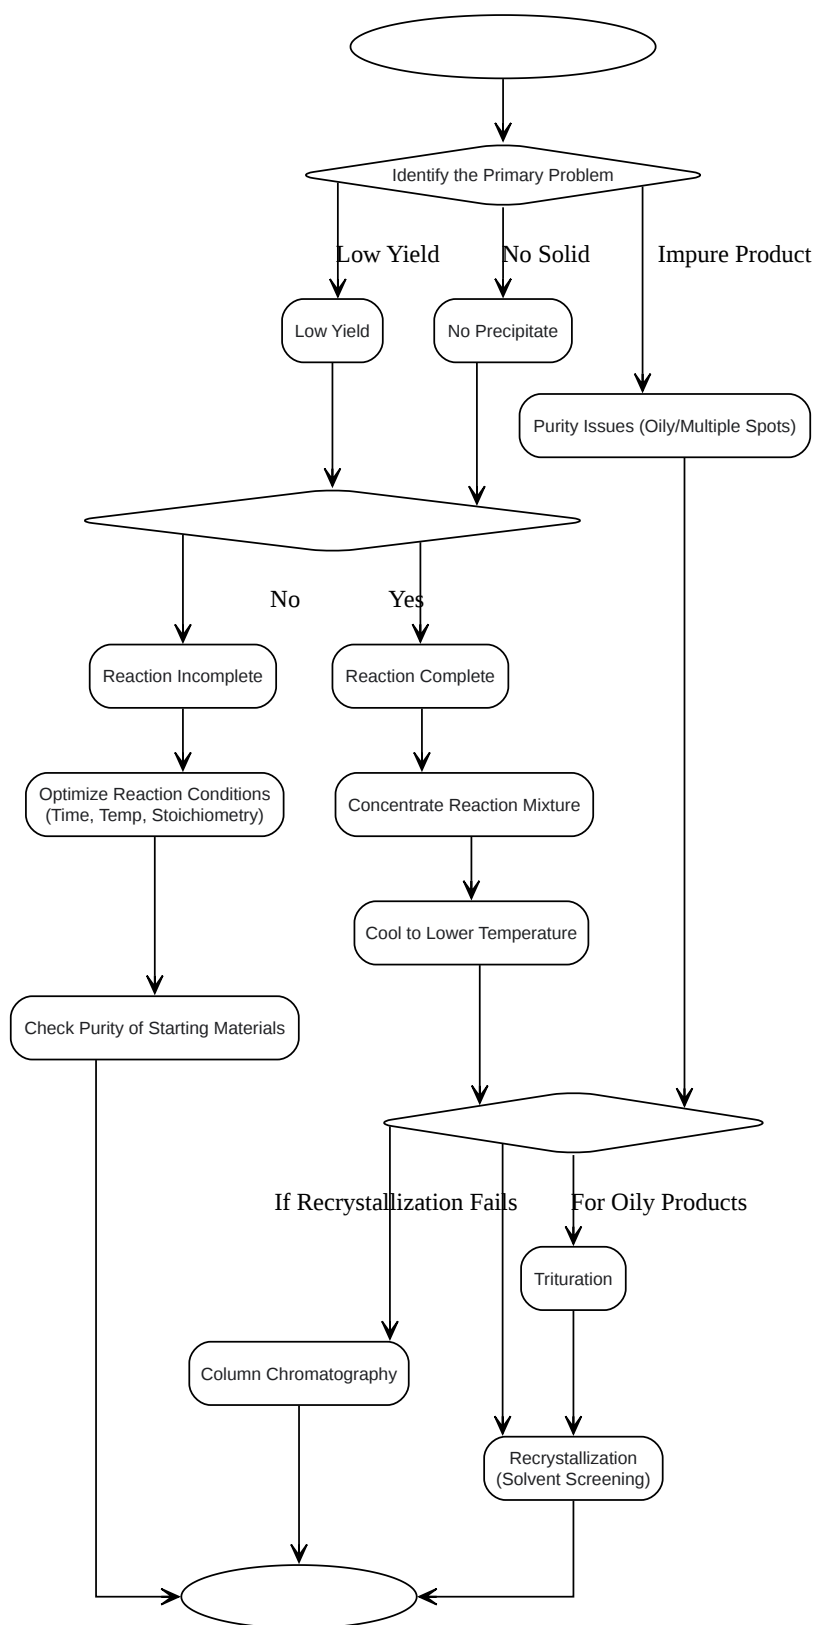 Identify the Primary Problem
Low Yield
No Solid
Impure Product
Low Yield
No Precipitate
Purity Issues (Oily/Multiple Spots)
No
Yes
Reaction Incomplete
Reaction Complete
Optimize Reaction Conditions
(Time, Temp, Stoichiometry)
Concentrate Reaction Mixture
Cool to Lower Temperature
Check Purity of Starting Materials
If Recrystallization Fails
For Oily Products
Trituration
Column Chromatography
Recrystallization
(Solvent Screening)